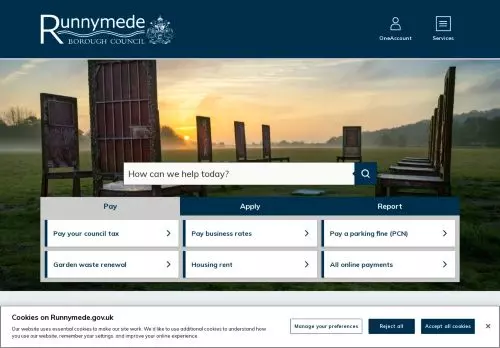 Runnymede
BOROUGH COUNCIL
OneAccount
Services
How can we help today?
Pay
Apply
Report
Pay your council tax
Pay business rates
Pay a parking fine (PCN)
Garden waste renewal
Housing rent
All online payments
Cookies on Runnymede.gov.uk
Our website uses essential cookies to make our site work. We'd like to use additional cookies to understand how
you use our website, remember your settings, and improve your online experience.
Manage your preferences
Reject all
Accept all cookies